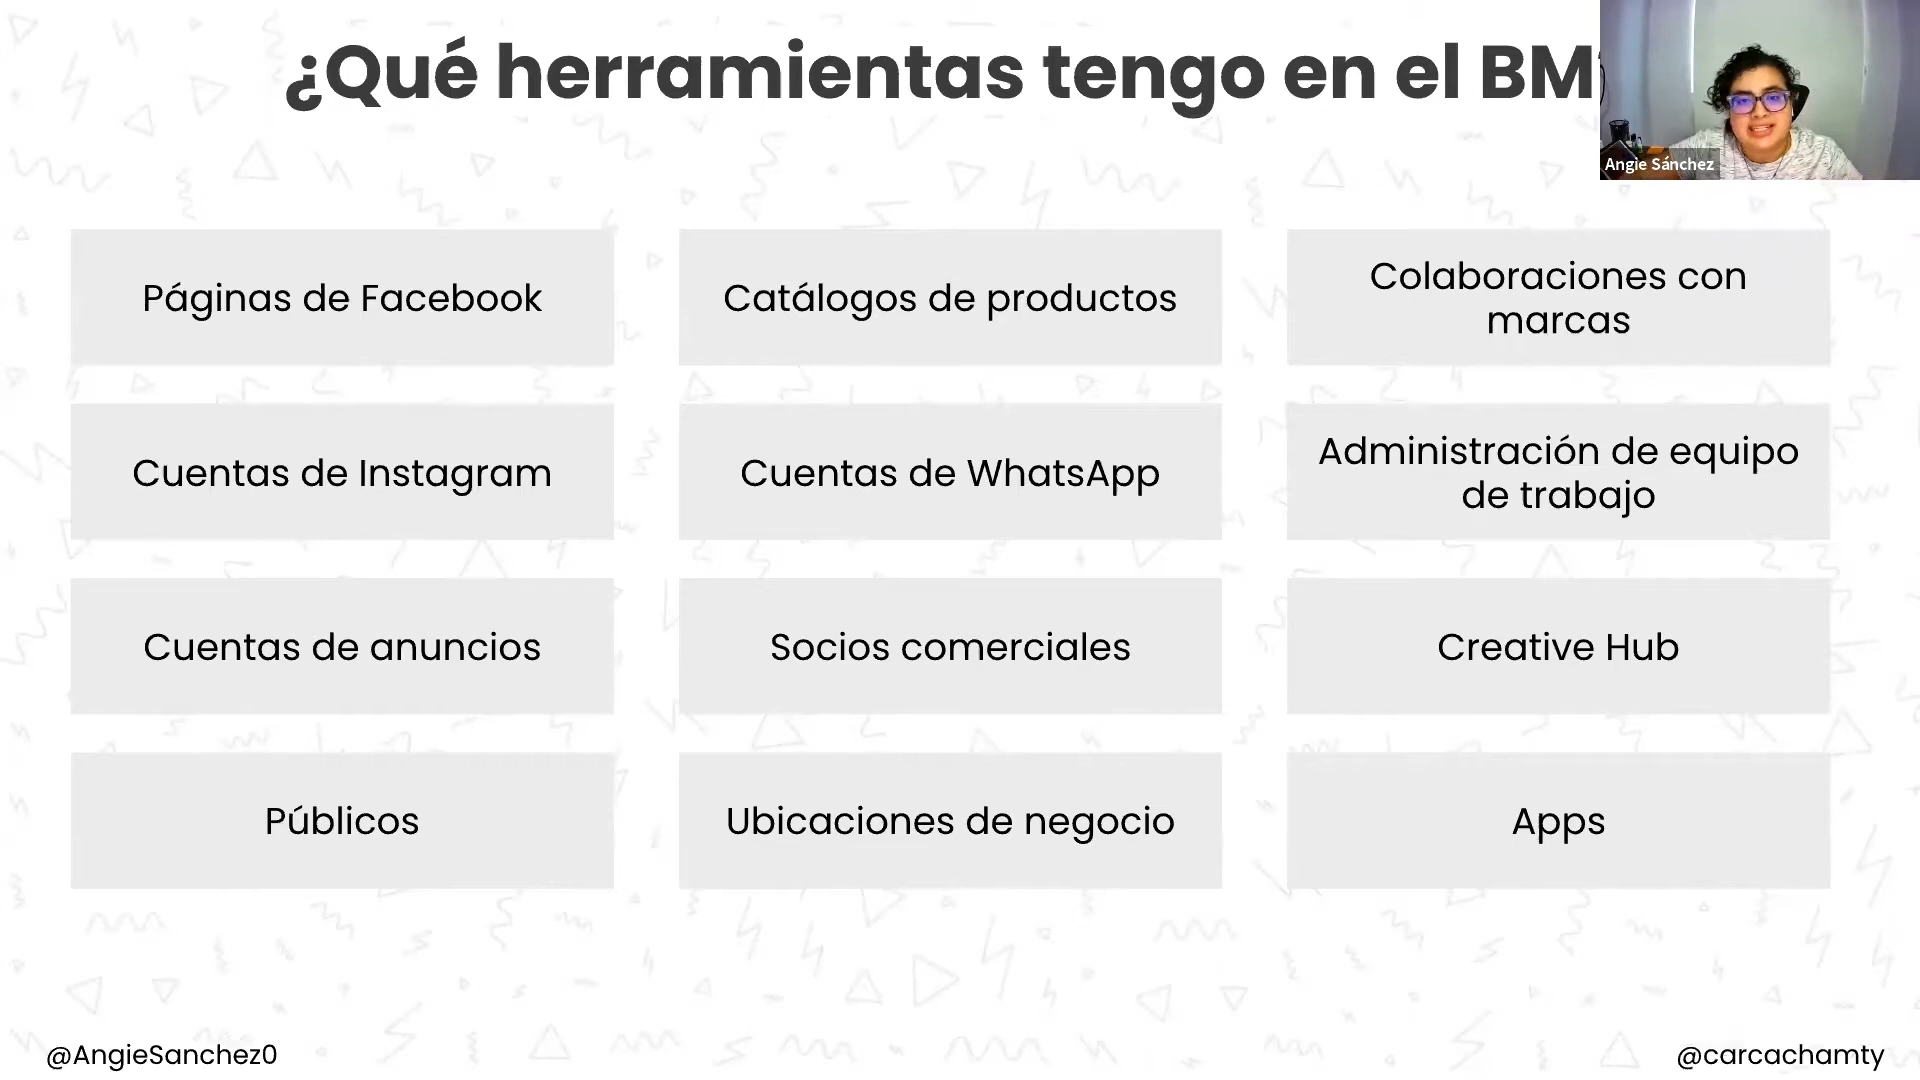 ¿Qué herramientas tengo en el BM?
Angie Sánchez
Páginas de Facebook
Catálogos de productos
Colaboraciones con
marcas
Cuentas de Instagram
Cuentas de WhatsApp
Administración de equipo
de trabajo
Cuentas de anuncios
Socios comerciales
Creative Hub
Públicos
Ubicaciones de negocio
Apps
@AngieSanchez0
@carcachamty